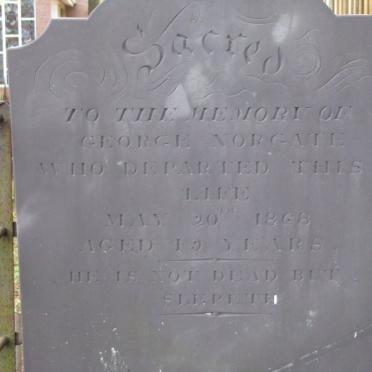 Sacred
TO THE MEMORY OF
GEORGE NORGATE
WHO DEPARTED THIS
LIFE
MAY 20TH 1868
AGED 19 YEARS.
HE IS NOT DEAD BUT
SLEEPETH